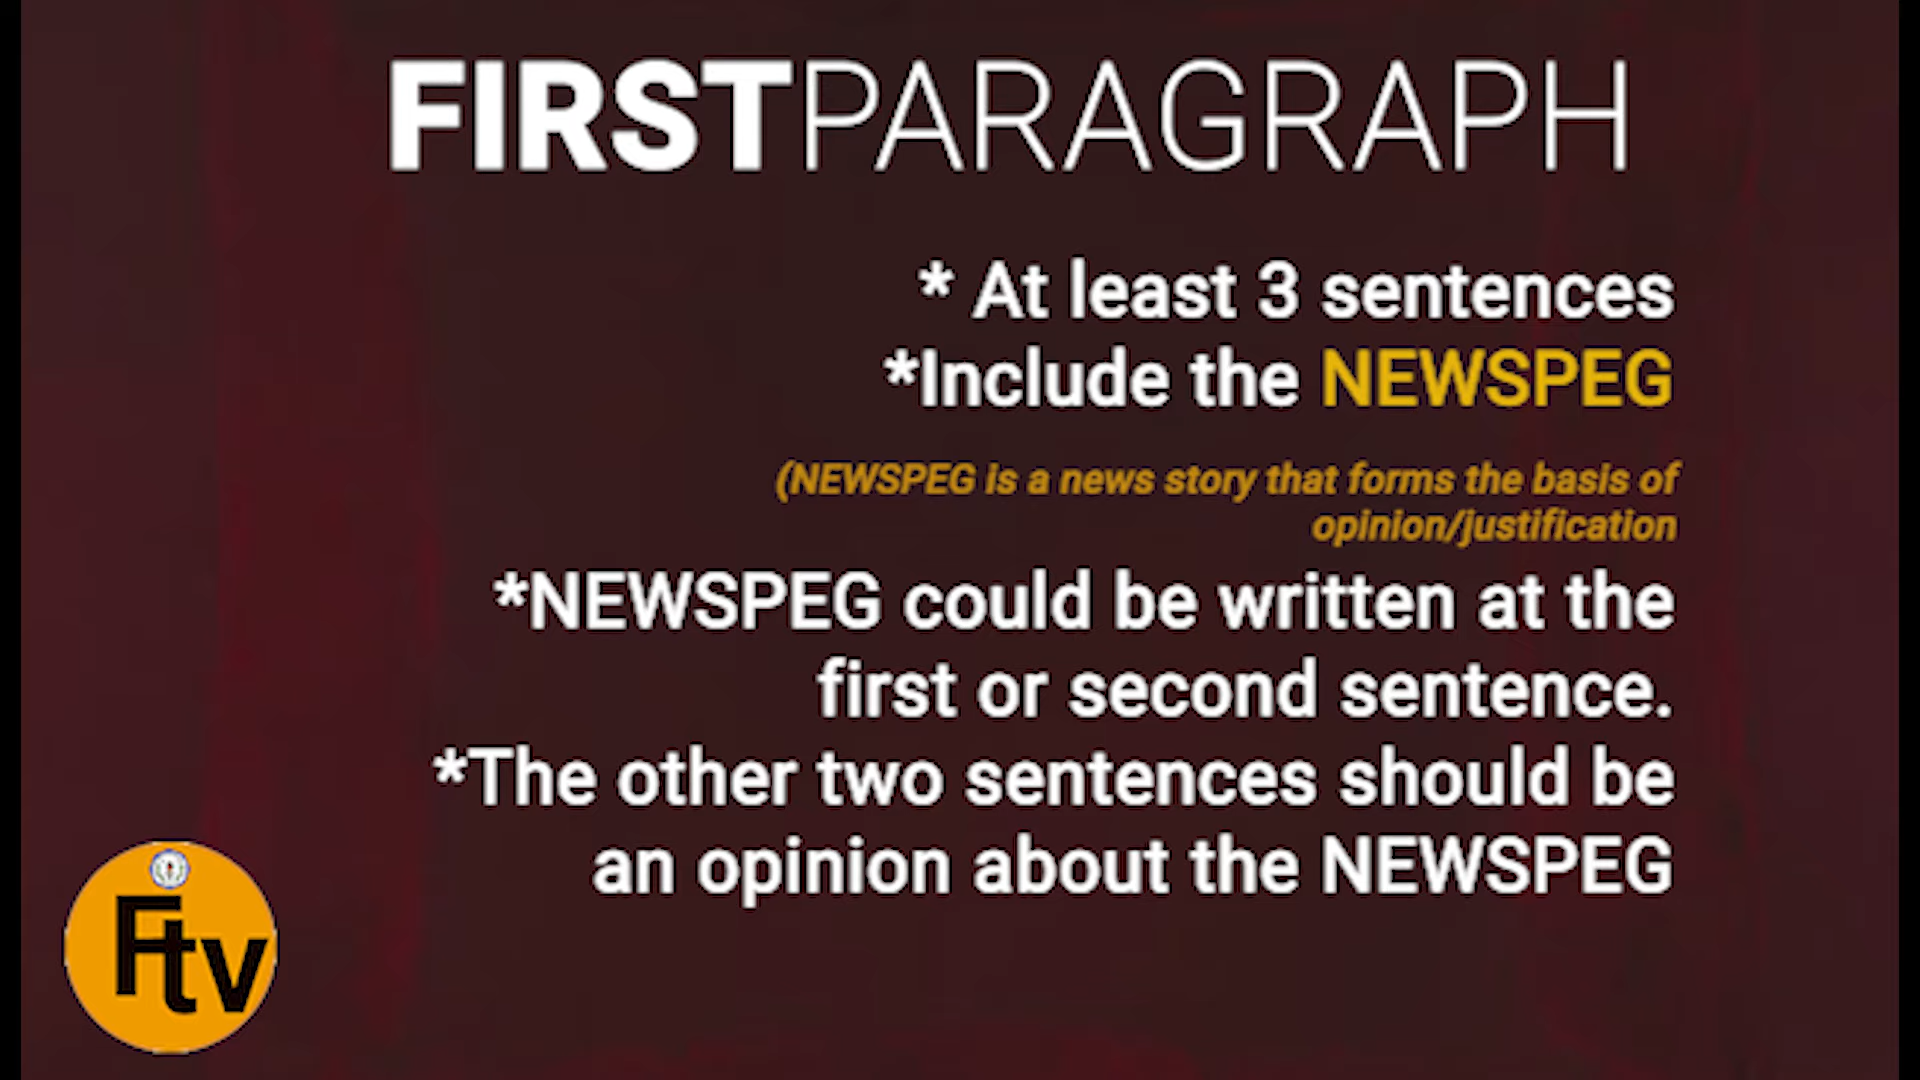 FIRSTPARAGRAPH
* At least 3 sentences
*Include the NEWSPEG
(NEWSPEG is a news story that forms the basis of
opinion/justification
*NEWSPEG could be written at the
first or second sentence.
*The other two sentences should be
an opinion about the NEWSPEG
Ftv